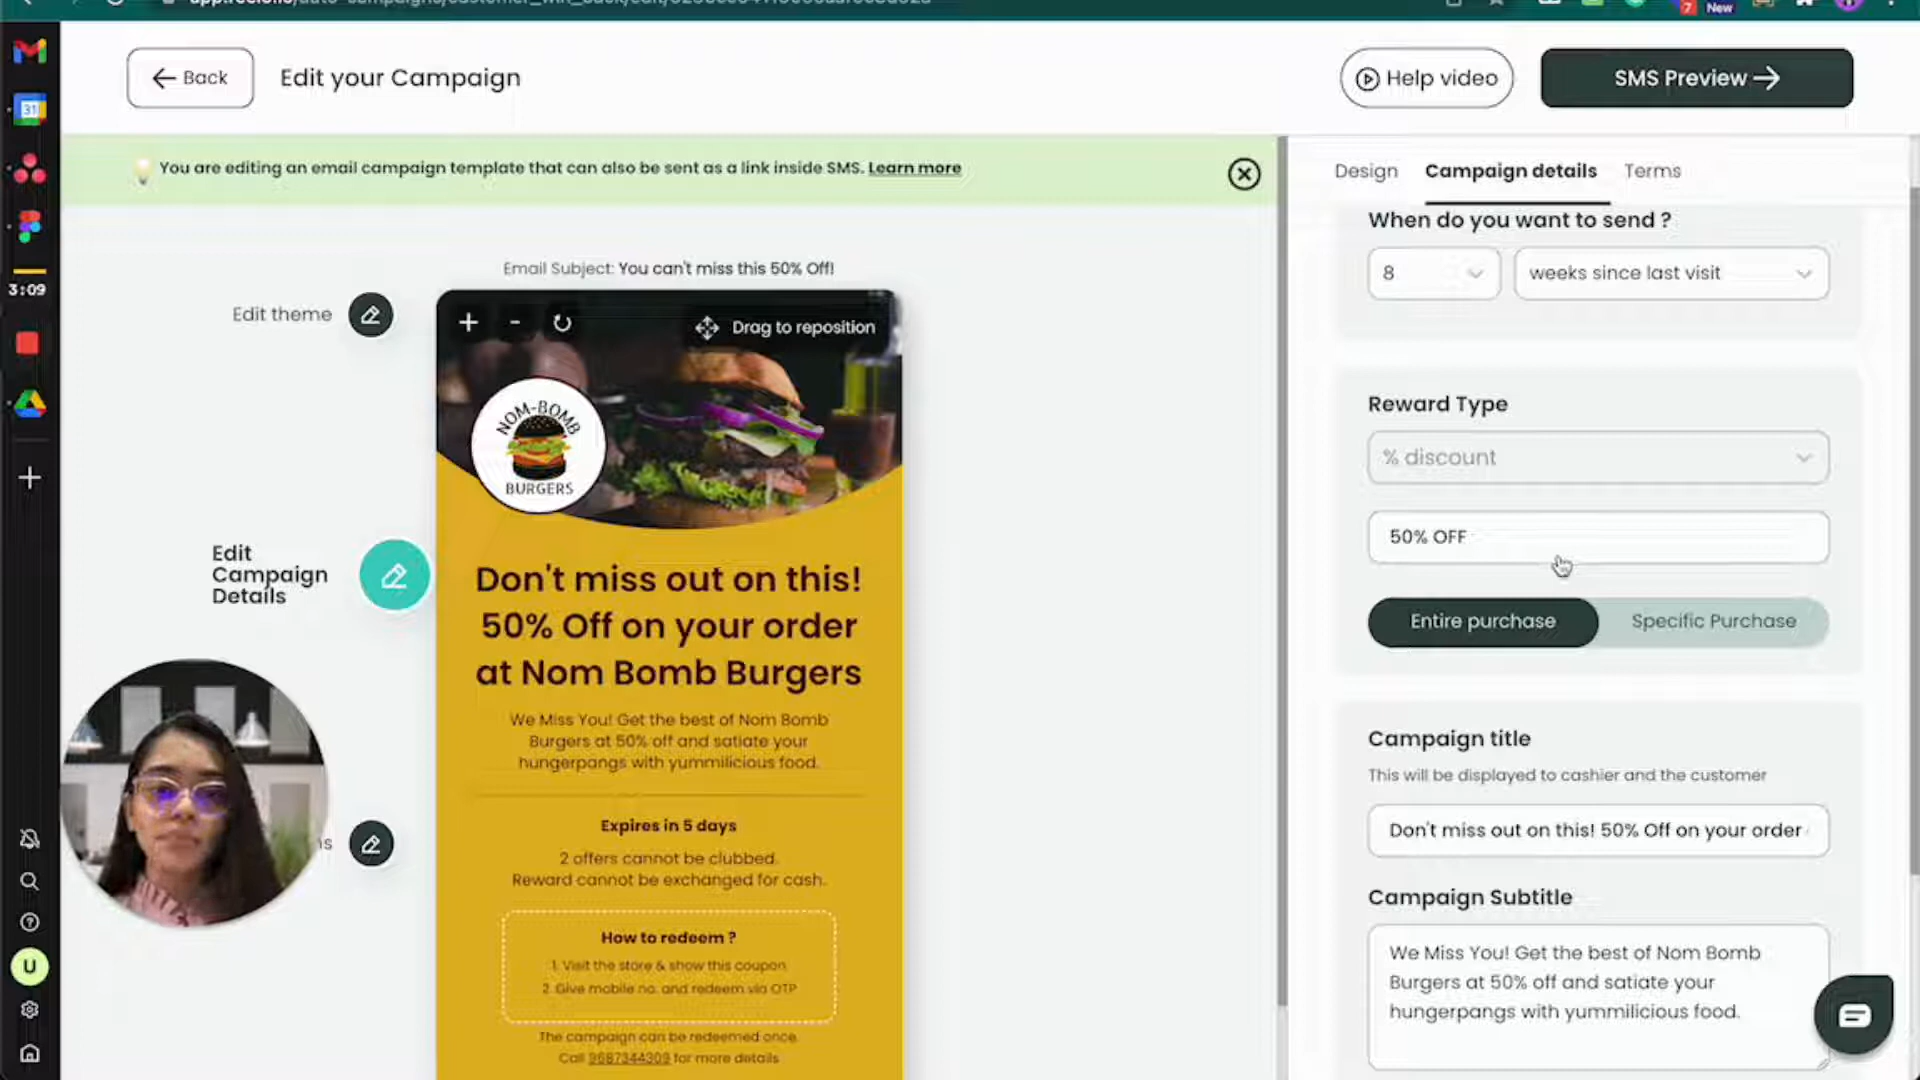 7
New
31
3:09
U
Back
Edit your Campaign
Help video
SMS Preview
You are editing an email campaign template that can also be sent as a link inside SMS. Learn more
Email Subject: You can't miss this 50% Off!
Edit theme
Drag to reposition
NOM-BOMB
BURGERS
Edit
Campaign
Details
Don't miss out on this!
50% Off on your order
at Nom Bomb Burgers
We Miss You! Get the best of Nom Bomb
Burgers at 50% off and satiate your
hungerpangs with yummilicious food.
Expires in 5 days
2 offers cannot be clubbed.
Reward cannot be exchanged for cash.
How to redeem ?
1. Visit the store & show this coupon
2. Give mobile no. and redeem via OTP
The campaign can be redeemed once.
Call 9687344309 for more details
Design
Campaign details
Terms
When do you want to send ?
8
weeks since last visit
Reward Type
% discount
50% OFF
Entire purchase
Specific Purchase
Campaign title
This will be displayed to cashier and the customer
Don't miss out on this! 50% Off on your order
Campaign Subtitle
We Miss You! Get the best of Nom Bomb
Burgers at 50% off and satiate your
hungerpangs with yummilicious food.